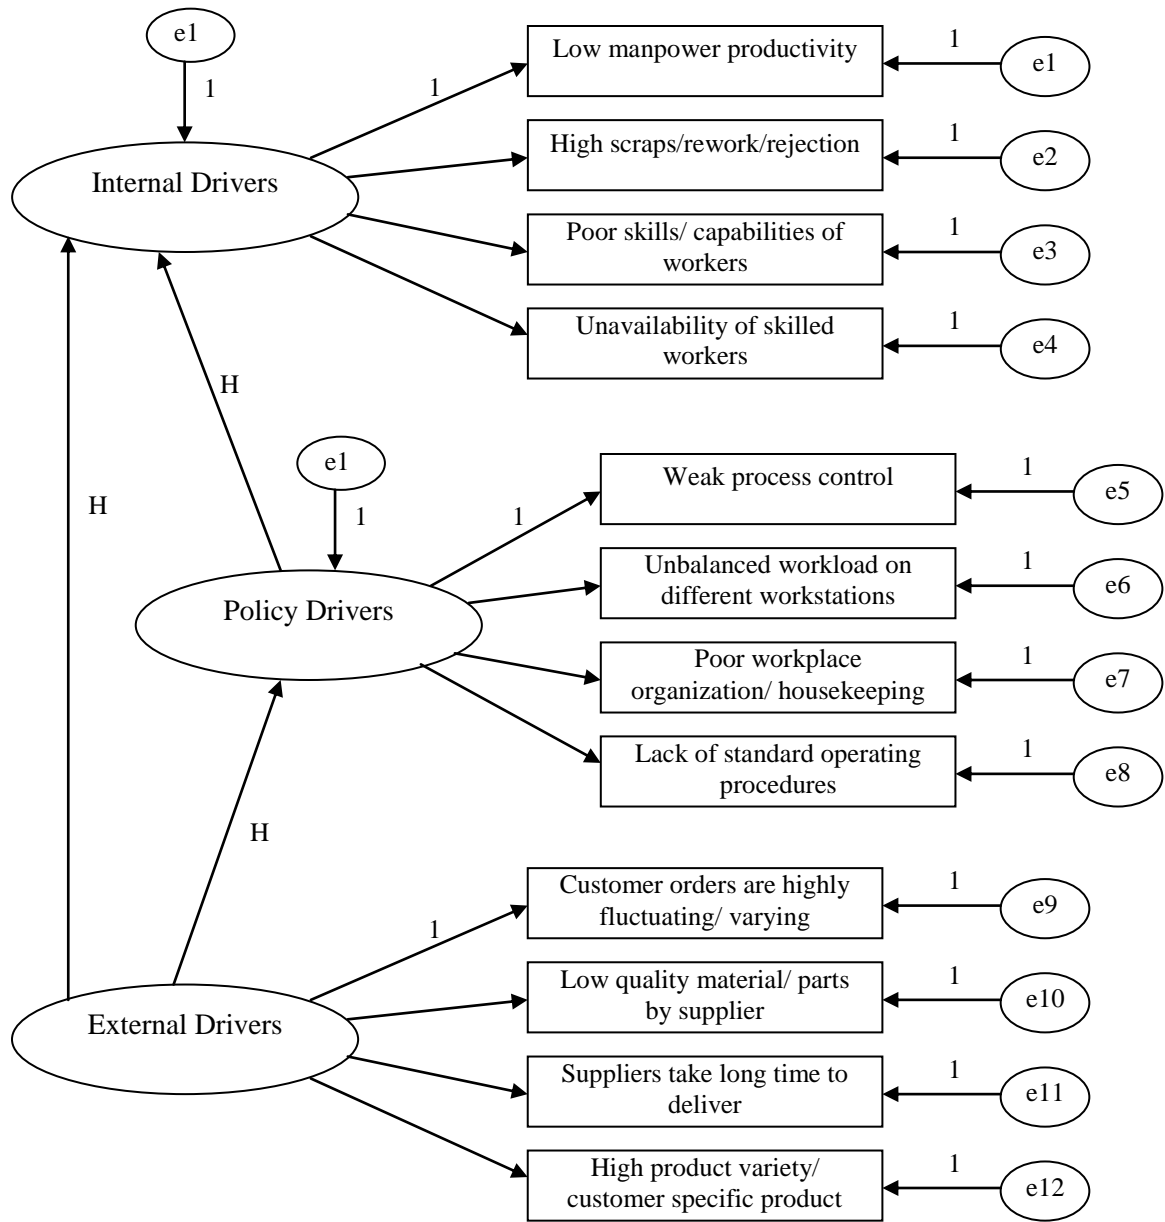 e1
1
Internal Drivers
1
Low manpower productivity
1
e1
High scraps/rework/rejection
1
e2
Poor skills/ capabilities of
workers
1
e3
Unavailability of skilled
workers
1
e4
H
H
e1
1
Policy Drivers
1
Weak process control
1
e5
Unbalanced workload on
different workstations
1
e6
Poor workplace
organization/ housekeeping
1
e7
Lack of standard operating
procedures
1
e8
H
External Drivers
1
Customer orders are highly
fluctuating/ varying
1
e9
Low quality material/ parts
by supplier
1
e10
Suppliers take long time to
deliver
1
e11
High product variety/
customer specific product
1
e12